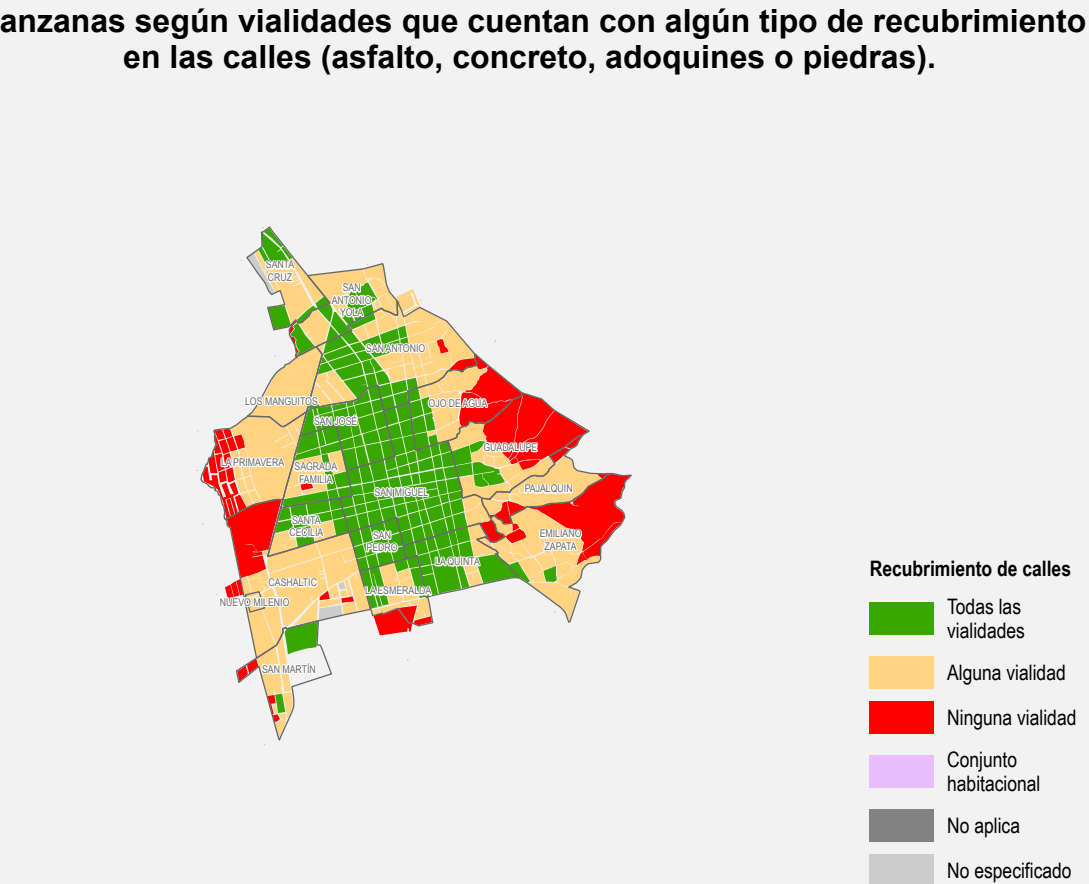 anzanas según vialidades que cuentan con algún tipo de recubrimiento
en las calles (asfalto, concreto, adoquines o piedras).
SANTA
CRUZ
SAN
ANTONIO
YOLA
SAN ANTONIO
LOS MANGUITOS
OJO DE AGUA
SAN JOSÉ
GUADALUPE
LA PRIMAVERA
SAGRADA
FAMILIA
SAN MIGUEL
PAJALQUIN
SANTA
CECILIA
SAN
PEDRO
EMILIANO
ZAPATA
LA QUINTA
CASHALTIC
LA ESMERALDA
NUEVO MILENIO
SAN MARTÍN
Recubrimiento de calles
Todas las
vialidades
Alguna vialidad
Ninguna vialidad
Conjunto
habitacional
No aplica
No especificado